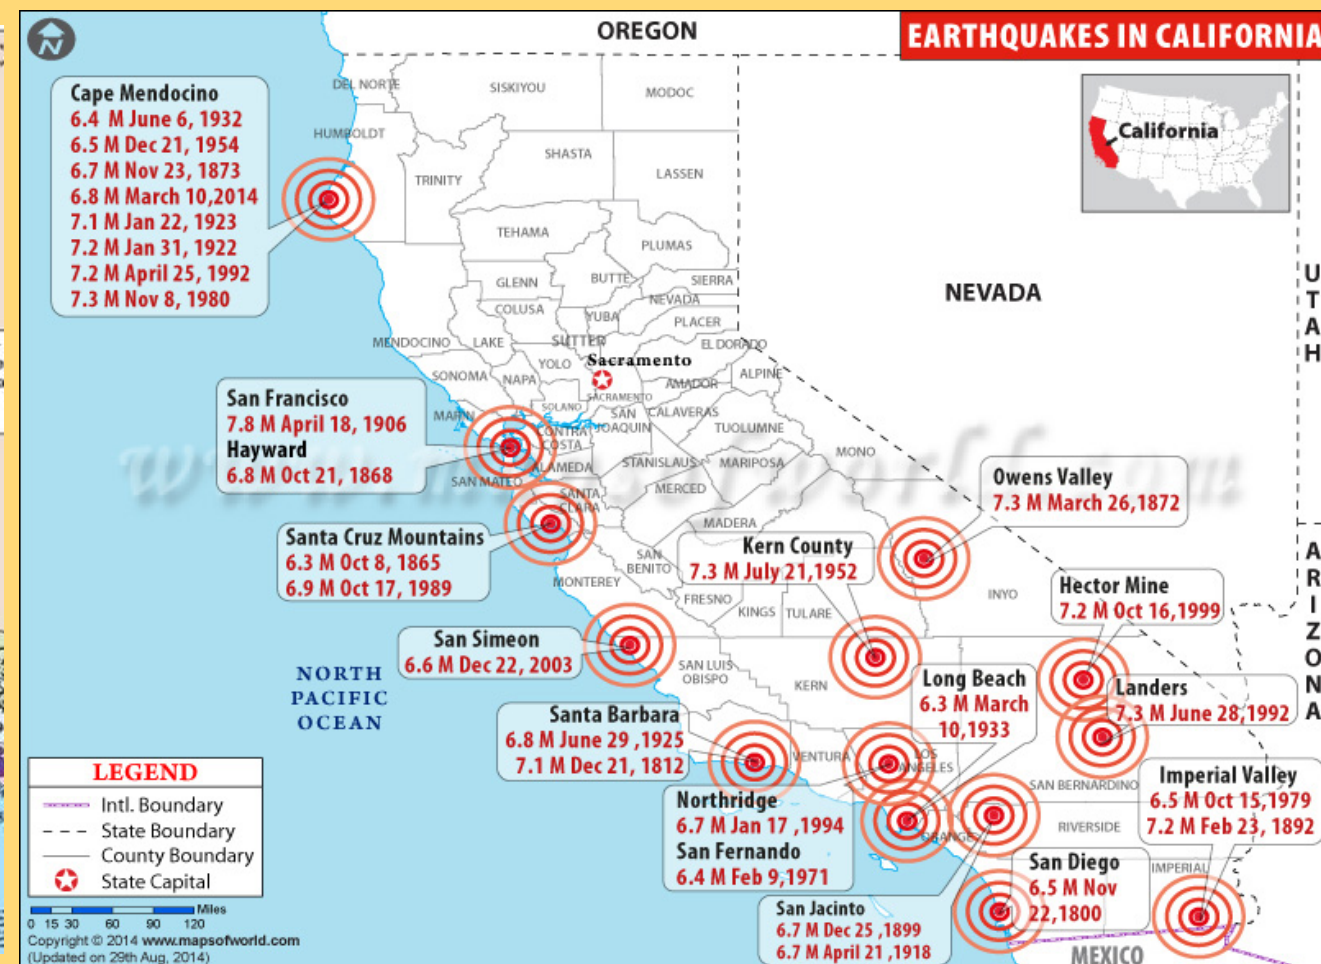 OREGON
EARTHQUAKES IN CALIFORNIA
N
California
Cape Mendocino
6.4 M June 6, 1932
6.5 M Dec 21, 1954
6.7 M Nov 23, 1873
6.8 M March 10,2014
7.1 M Jan 22, 1923
7.2 M Jan 31, 1922
7.2 M April 25, 1992
7.3 M Nov 8, 1980
DEL NORTE
SISKIYOU
MODOC
HUMBOLDT
TRINITY
SHASTA
LASSEN
TEHAMA
PLUMAS
GLENN
BUTTE
SIERRA
NEVADA
COLUSA
YUBA
PLACER
MENDOCINO
LAKE
SUTTER
EL DORADO
Sacramento
YOLO
SONOMA
NAPA
AMADOR
ALPINE
SACRAMENTO
SOLANO
MARIN
SAN
JOAQUIN
CALAVERAS
TUOLUMNE
CONTRA
COSTA
MONO
ALAMEDA
STANISLAUS
MARIPOSA
SAN MATEO
SANTA
CLARA
MERCED
MADERA
SAN
BENITO
MONTEREY
FRESNO
KINGS
TULARE
INYO
SAN LUIS
OBISPO
KERN
VENTURA
LOS
ANGELES
SAN BERNARDINO
ORANGE
RIVERSIDE
IMPERIAL
NEVADA
UTAH
ARIZONA
MEXICO
NORTH
PACIFIC
OCEAN
San Francisco
7.8 M April 18, 1906
Hayward
6.8 M Oct 21, 1868
www.mapsofworld.com
Santa Cruz Mountains
6.3 M Oct 8, 1865
6.9 M Oct 17, 1989
Owens Valley
7.3 M March 26,1872
Kern County
7.3 M July 21,1952
Hector Mine
7.2 M Oct 16,1999
San Simeon
6.6 M Dec 22, 2003
Long Beach
6.3 M March
10,1933
Landers
7.3 M June 28,1992
Santa Barbara
6.8 M June 29 ,1925
7.1 M Dec 21, 1812
Imperial Valley
6.5 M Oct 15,1979
7.2 M Feb 23, 1892
Northridge
6.7 M Jan 17 ,1994
San Fernando
6.4 M Feb 9,1971
San Diego
6.5 M Nov
22,1800
San Jacinto
6.7 M Dec 25 ,1899
6.7 M April 21 ,1918
LEGEND
Intl. Boundary
State Boundary
County Boundary
State Capital
Miles
0 15 30 60 90 120
Copyright © 2014 www.mapsofworld.com
(Updated on 29th Aug, 2014)